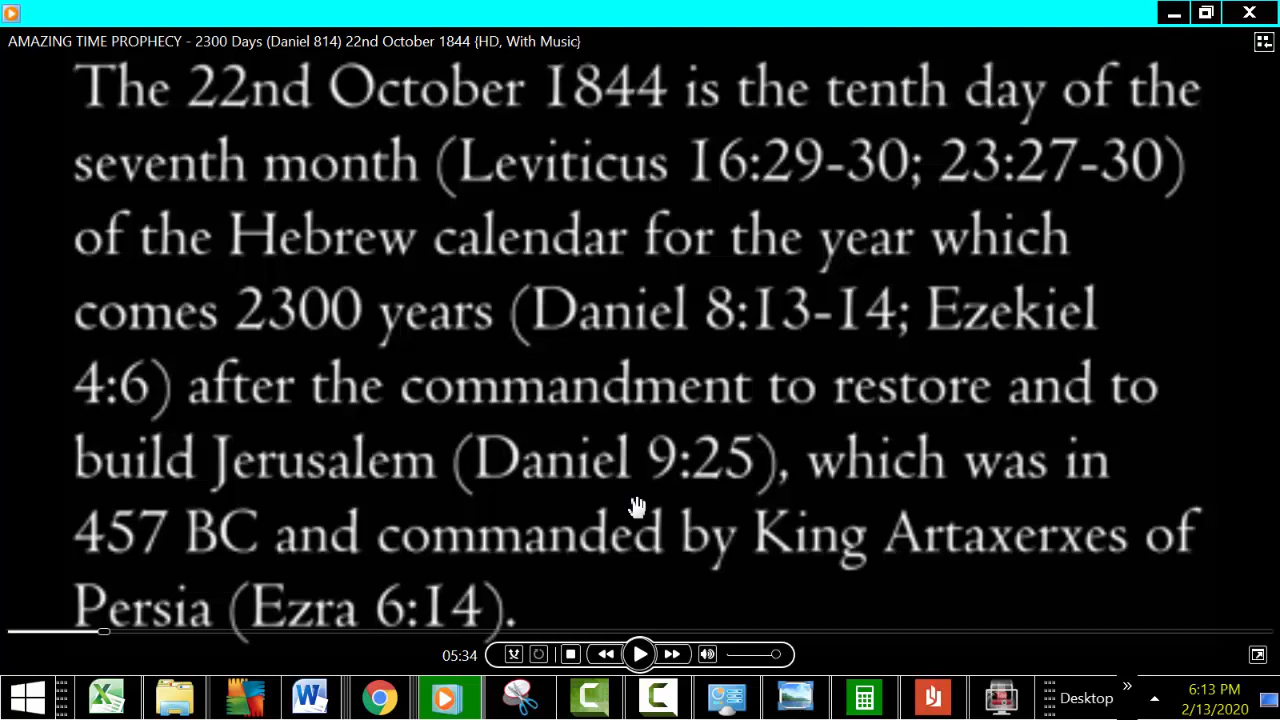 AMAZING TIME PROPHECY - 2300 Days (Daniel 814) 22nd October 1844 {HD, With Music}
The 22nd October 1844 is the tenth day of the
seventh month (Leviticus 16:29-30; 23:27-30)
of the Hebrew calendar for the year which
comes 2300 years (Daniel 8:13-14; Ezekiel
4:6) after the commandment to restore and to
build Jerusalem (Daniel 9:25), which was in
457 BC and commanded by King Artaxerxes of
Persia (Ezra 6:14).
05:34
Desktop
»
6:13 PM
2/13/2020